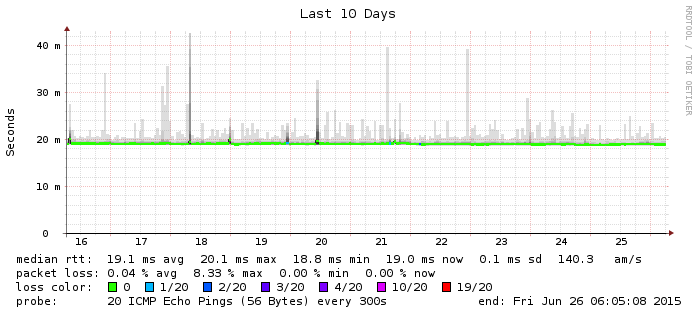 Last 10 Days
RRDTOOL / TOBI OETIKER
Seconds
40 m
30 m
20 m
10 m
0
16 17 18 19 20 21 22 23 24 25
median rtt: 19.1 ms avg 20.1 ms max 18.8 ms min 19.0 ms now 0.1 ms sd 140.3 am/s
packet loss: 0.04 % avg 8.33 % max 0.00 % min 0.00 % now
loss color: 0 1/20 2/20 3/20 4/20 10/20 19/20
probe: 20 ICMP Echo Pings (56 Bytes) every 300s end: Fri Jun 26 06:05:08 2015